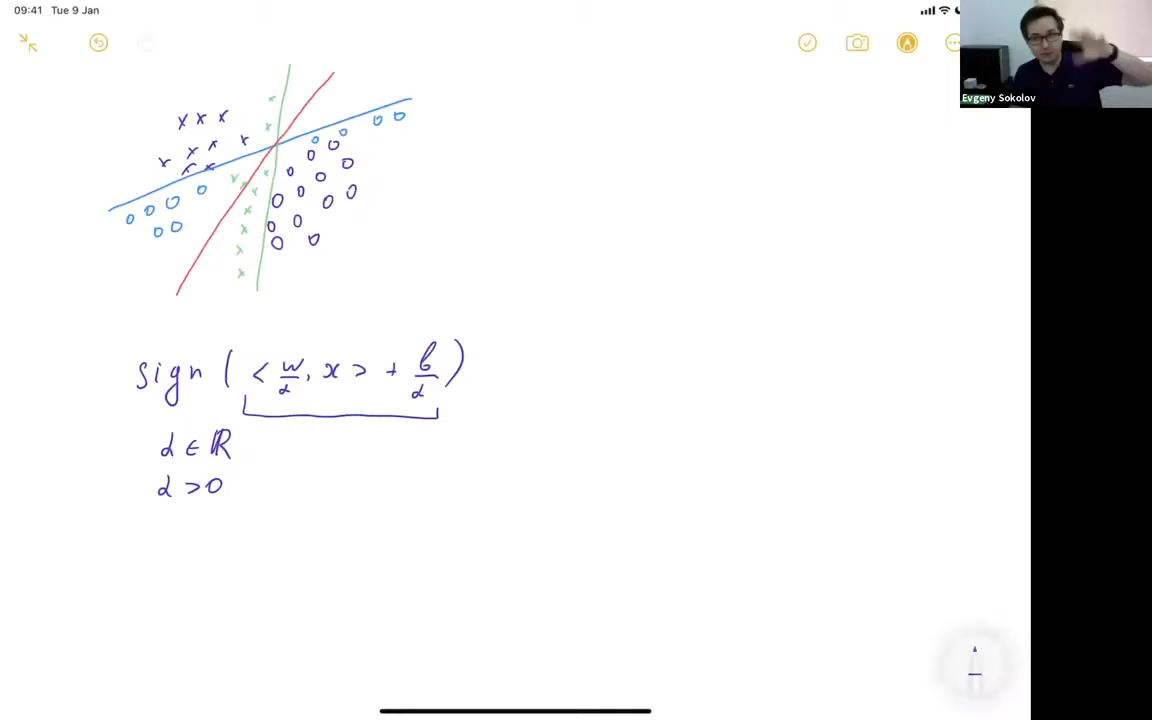 09:41 Tue 9 Jan
Evgeny Sokolov
sign ( < w/α, x > + b/α )
α ∈ ℝ
α > 0